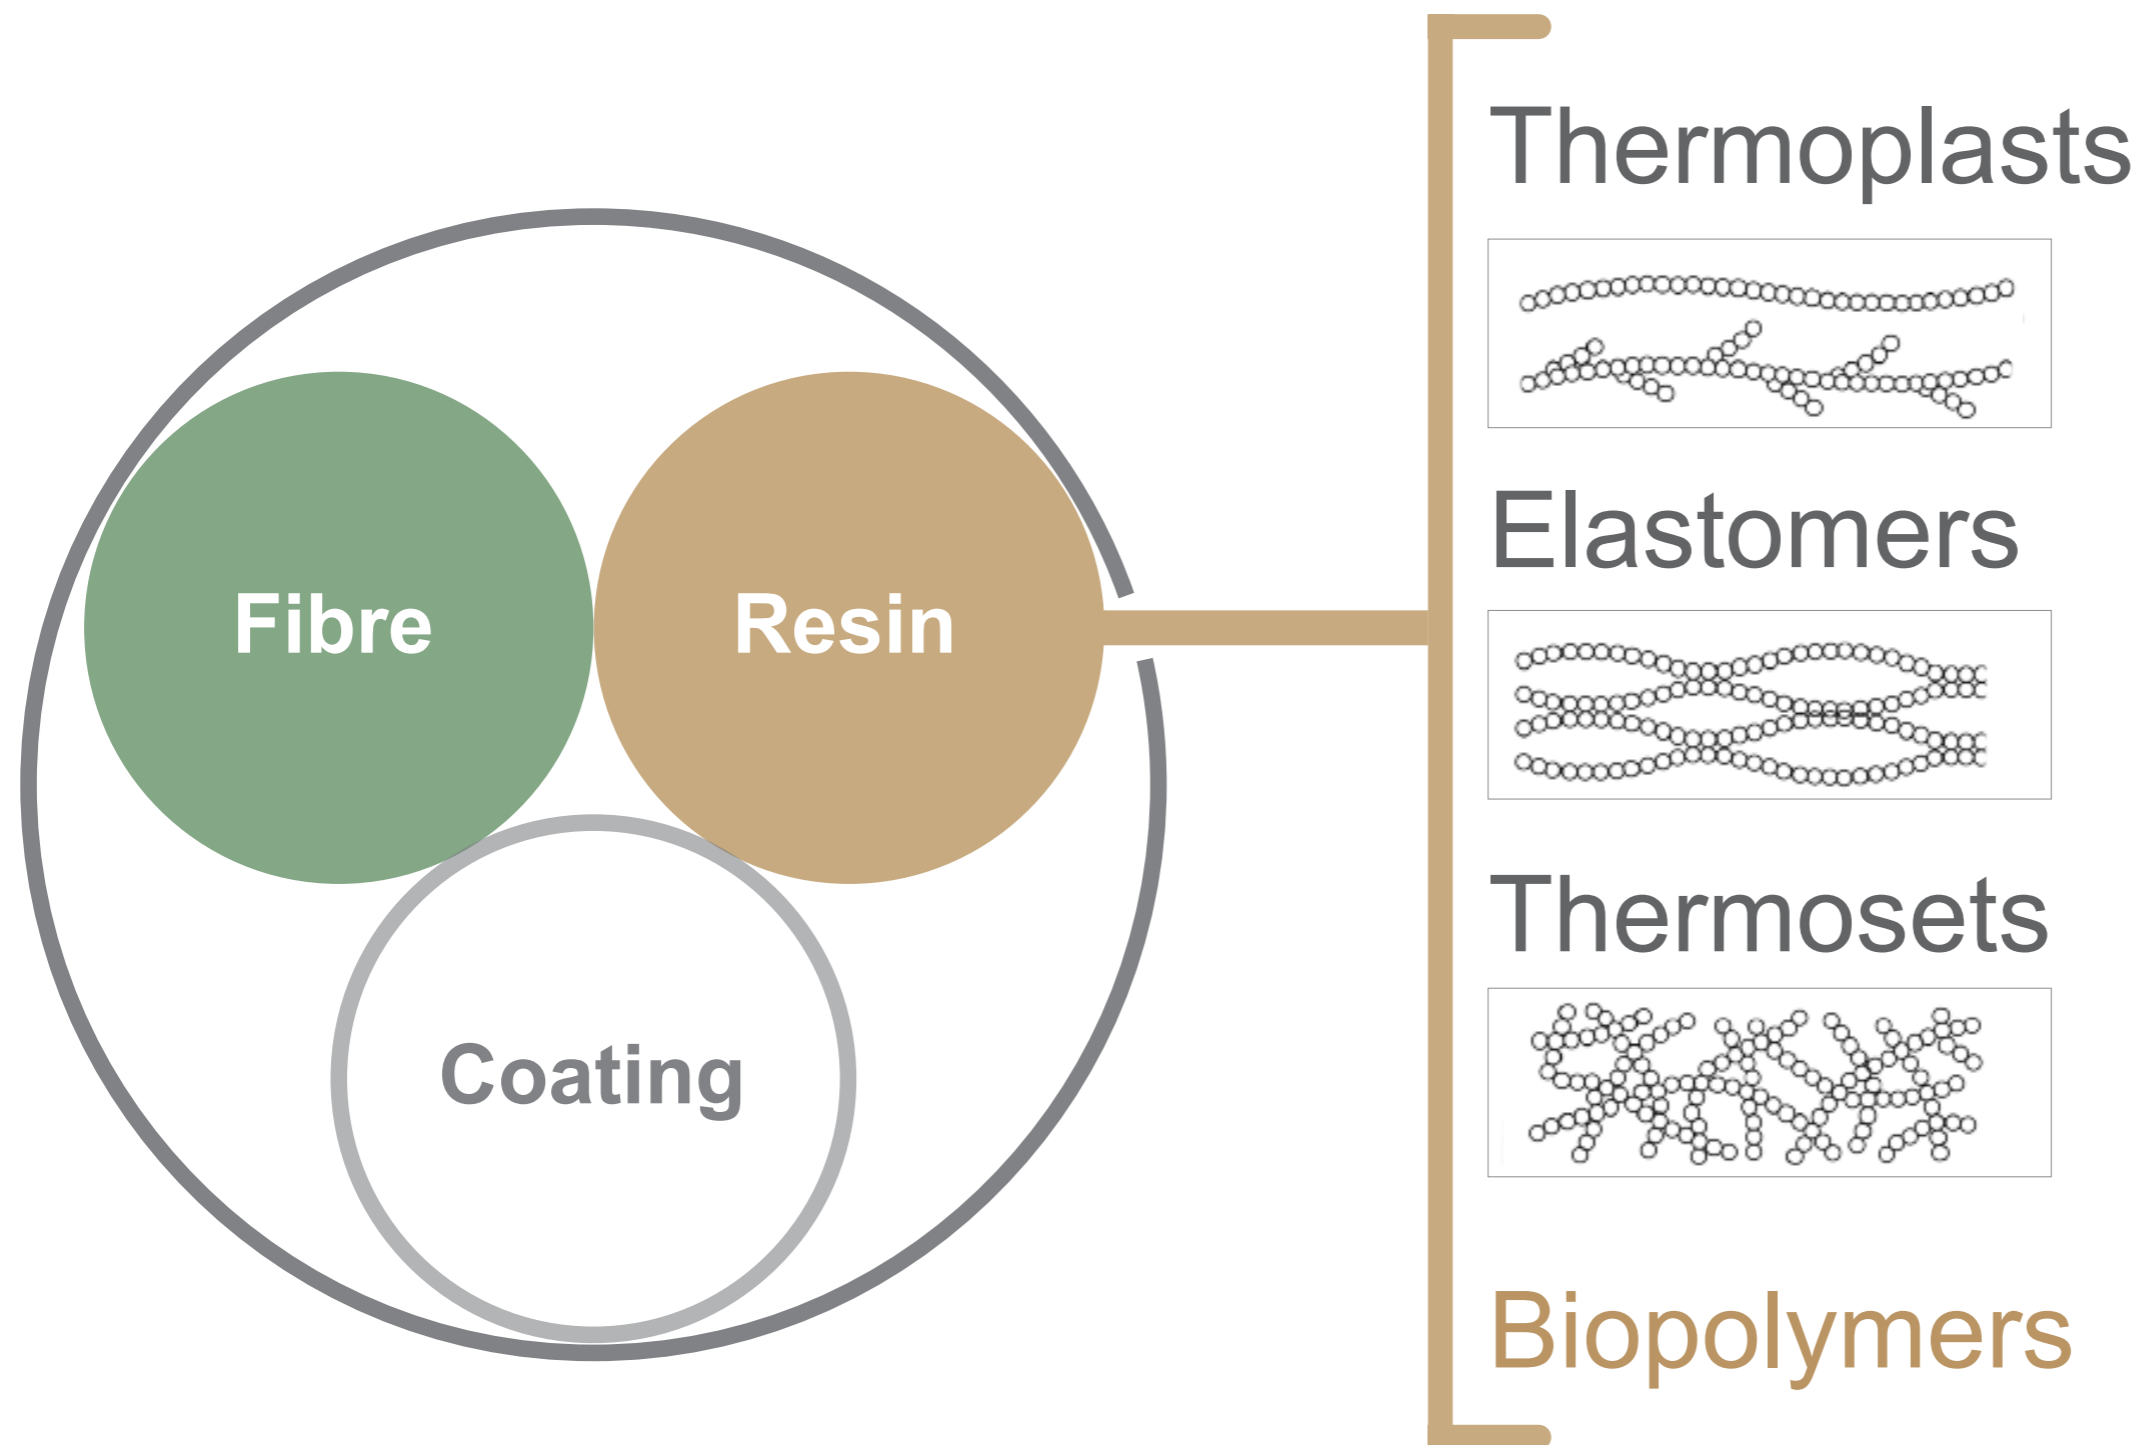 Fibre
Resin
Coating
Thermoplasts
Elastomers
Thermosets
Biopolymers